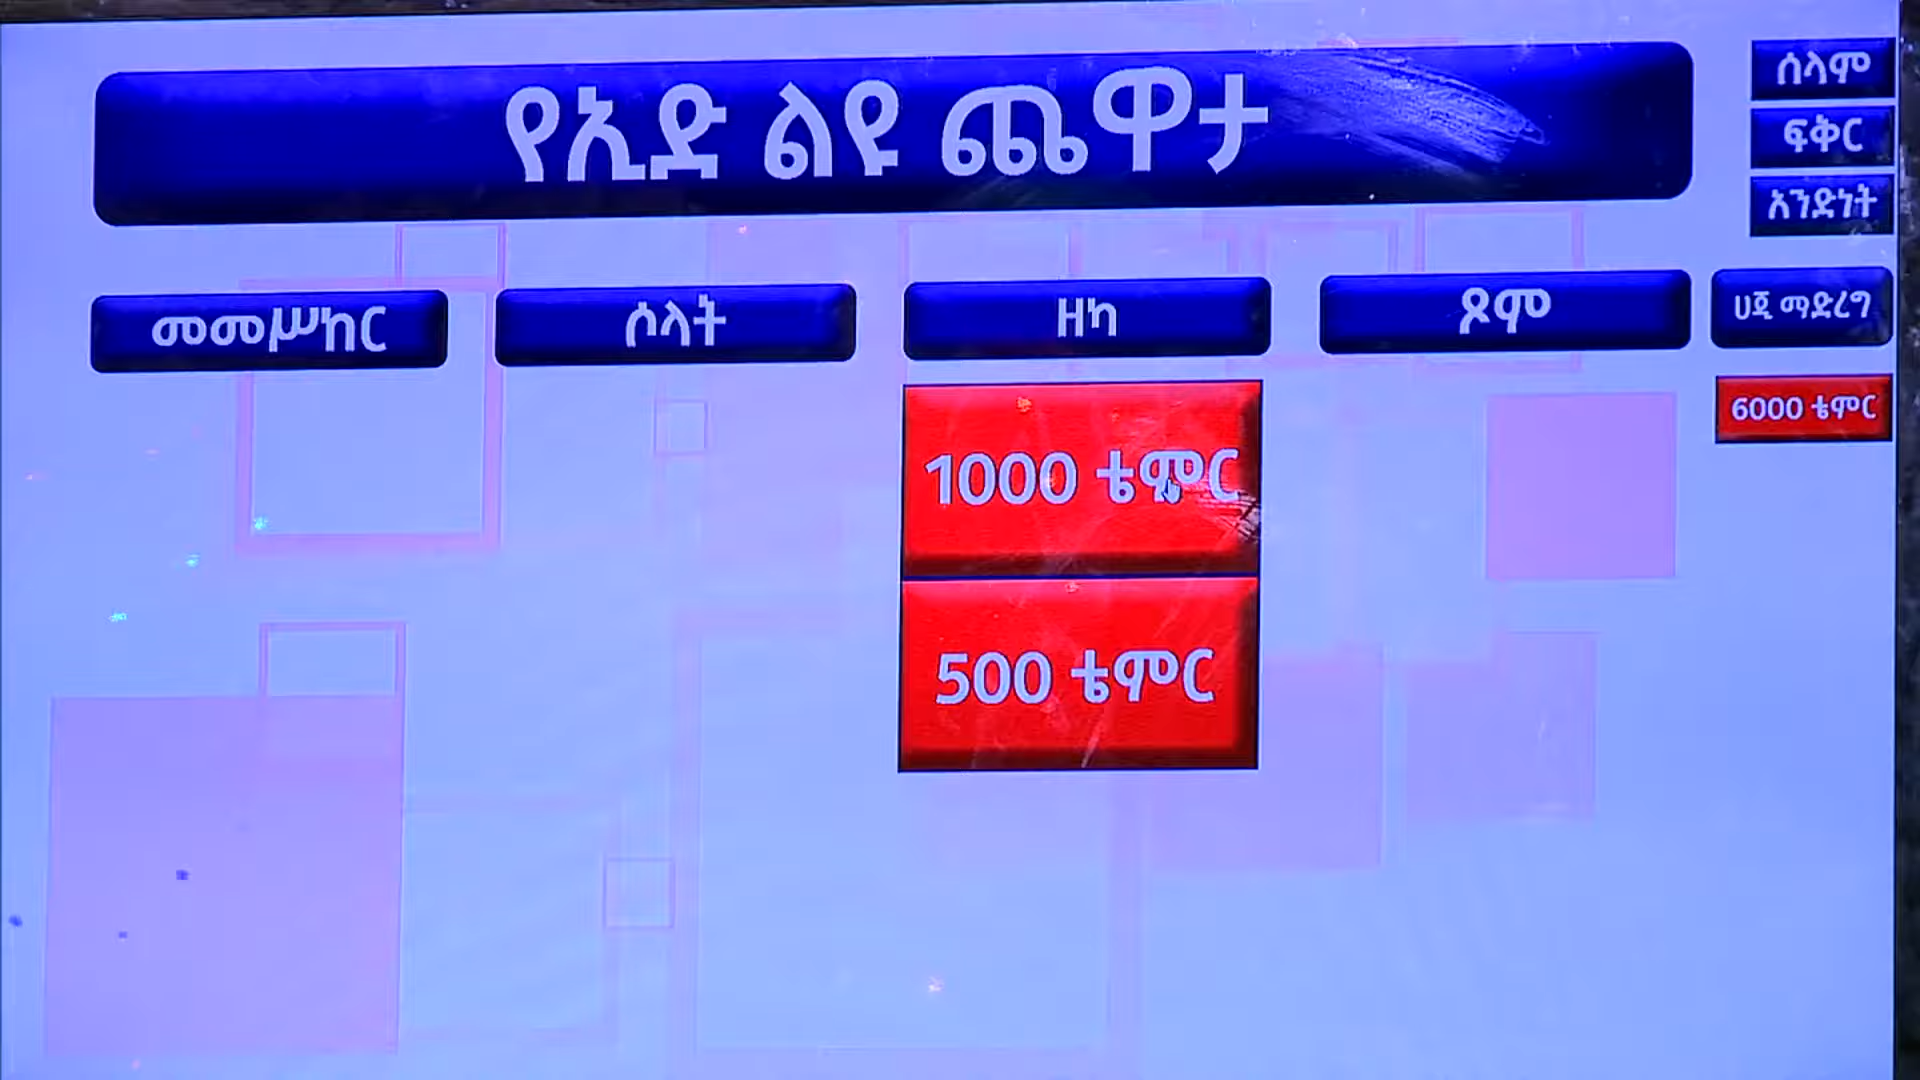 የኢድ ልዩ ጨዋታ
ሰላም
ፍቅር
አንድነት
መመሥከር
ሶላት
ዘካ
ጾም
ሀጂ ማድረግ
1000 ቴምር
6000 ቴምር
500 ቴምር